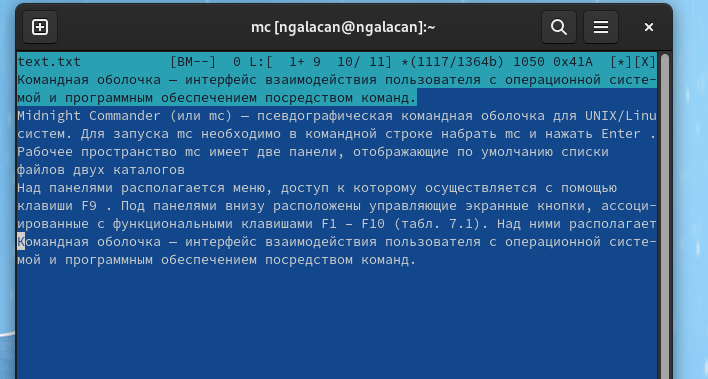 mc [ngalacan@ngalacan]:~
text.txt [BM--] 0 L:[ 1+ 9 10/ 11] *(1117/1364b) 1050 0x41A [*][X]
Командная оболочка — интерфейс взаимодействия пользователя с операционной систе-
мой и программным обеспечением посредством команд.
Midnight Commander (или mc) — псевдографическая командная оболочка для UNIX/Linu
систем. Для запуска mc необходимо в командной строке набрать mc и нажать Enter .
Рабочее пространство mc имеет две панели, отображающие по умолчанию списки
файлов двух каталогов
Над панелями располагается меню, доступ к которому осуществляется с помощью
клавиши F9 . Под панелями внизу расположены управляющие экранные кнопки, ассоци-
ированные с функциональными клавишами F1 – F10 (табл. 7.1). Над ними располагает
Командная оболочка — интерфейс взаимодействия пользователя с операционной систе-
мой и программным обеспечением посредством команд.